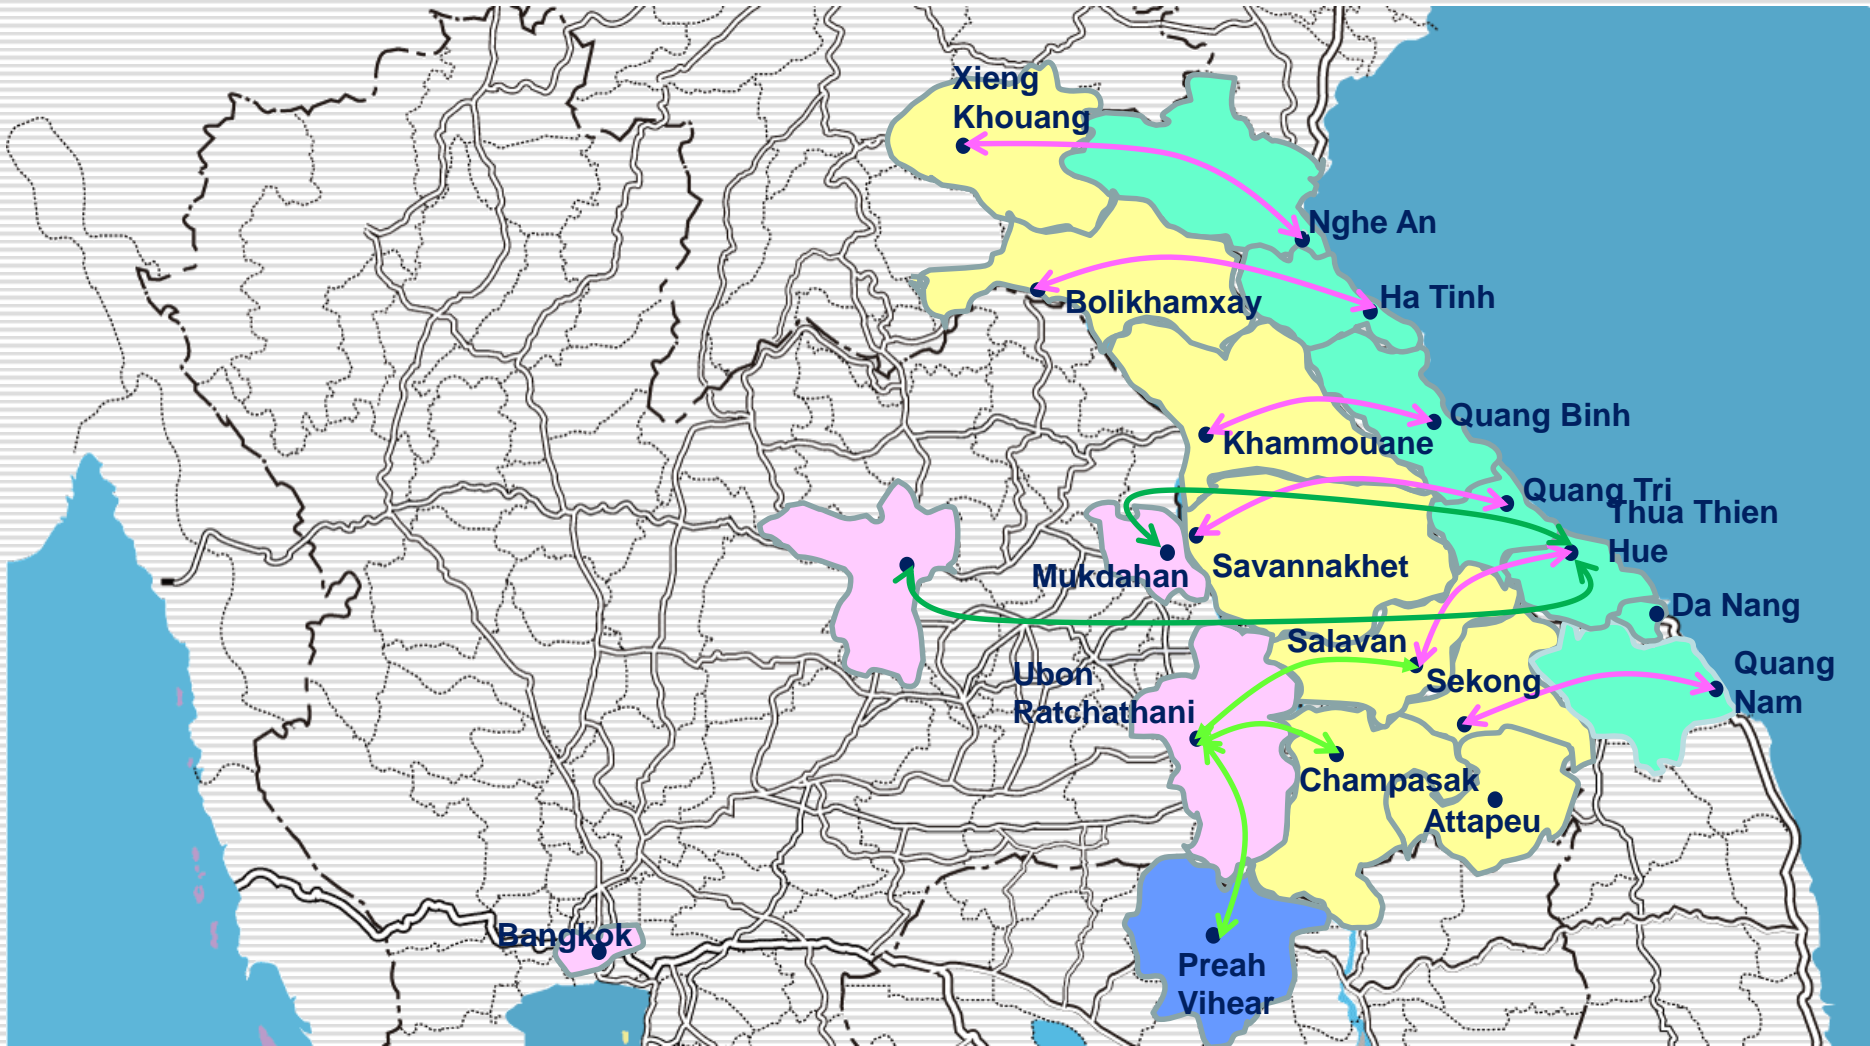 Xieng
Khouang
Nghe An
Bolikhamxay
Ha Tinh
Quang Binh
Khammouane
Quang Tri
Thua Thien
Hue
Mukdahan
Savannakhet
Da Nang
Salavan
Ubon
Ratchathani
Sekong
Quang
Nam
Champasak
Attapeu
Bangkok
Preah
Vihear